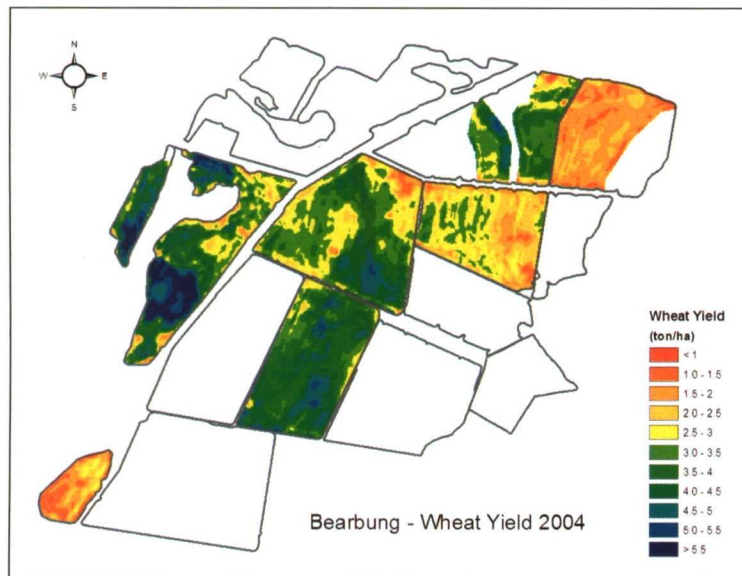 N
W E
S
Wheat Yield
(ton/ha)
< 1
1.0 - 1.5
1.5 - 2
2.0 - 2.5
2.5 - 3
3.0 - 3.5
3.5 - 4
4.0 - 4.5
4.5 - 5
5.0 - 5.5
> 5.5
Bearbung - Wheat Yield 2004